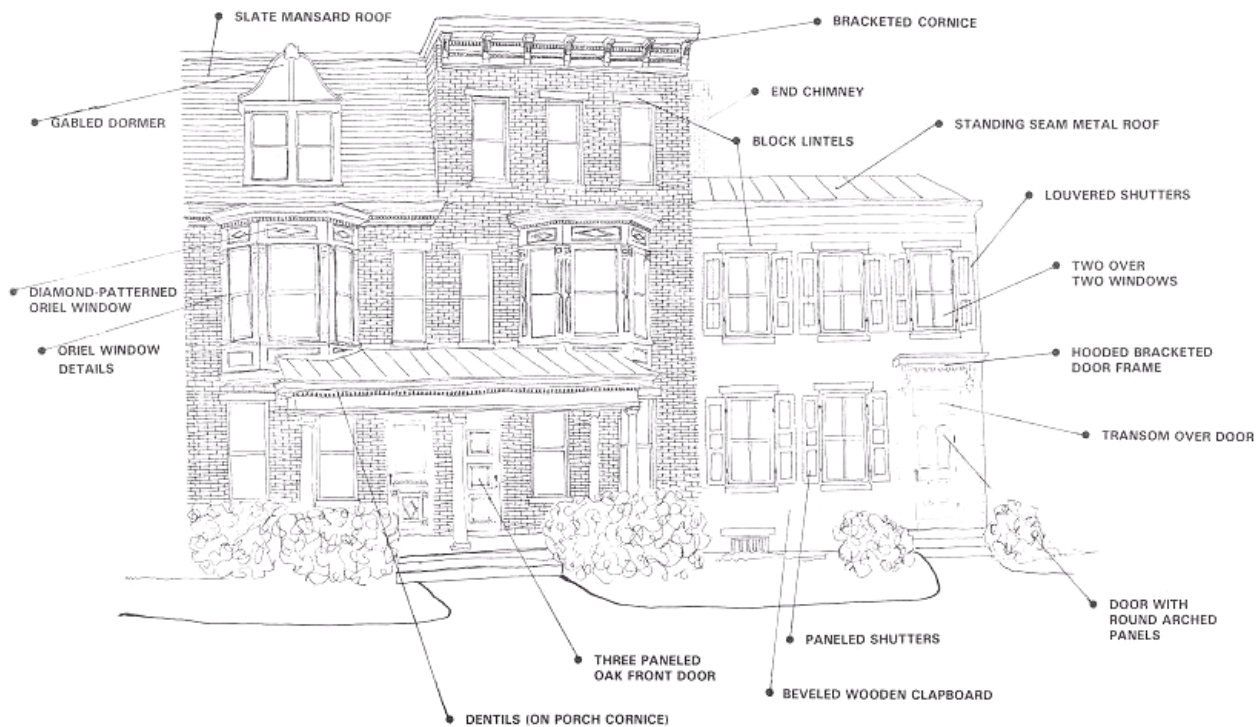 SLATE MANSARD ROOF
BRACKETED CORNICE
GABLED DORMER
END CHIMNEY
BLOCK LINTELS
STANDING SEAM METAL ROOF
LOUVERED SHUTTERS
TWO OVER
TWO WINDOWS
DIAMOND-PATTERNED
ORIEL WINDOW
ORIEL WINDOW
DETAILS
HOODED BRACKETED
DOOR FRAME
TRANSOM OVER DOOR
DOOR WITH
ROUND ARCHED
PANELS
PANELED SHUTTERS
THREE PANELED
OAK FRONT DOOR
BEVELED WOODEN CLAPBOARD
DENTILS (ON PORCH CORNICE)